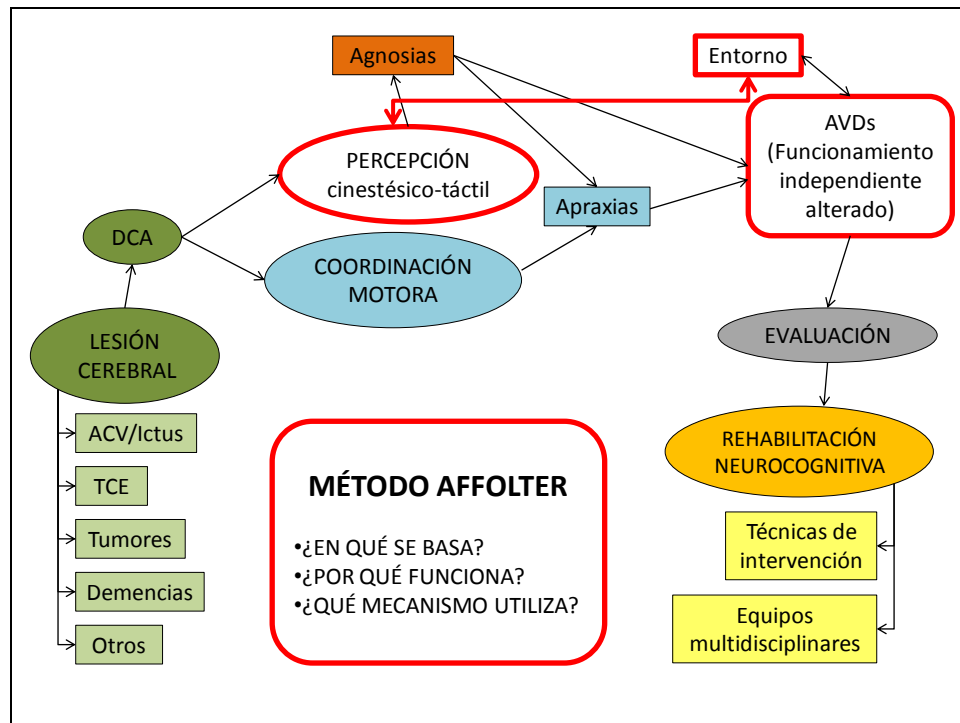 Agnosias
Entorno
PERCEPCIÓN
cinestésico-táctil
AVDs
(Funcionamiento
independiente
alterado)
Apraxias
DCA
COORDINACIÓN
MOTORA
LESIÓN
CEREBRAL
EVALUACIÓN
ACV/Ictus
TCE
Tumores
Demencias
Otros
MÉTODO AFFOLTER
•¿EN QUÉ SE BASA?
•¿POR QUÉ FUNCIONA?
•¿QUÉ MECANISMO UTILIZA?
REHABILITACIÓN
NEUROCOGNITIVA
Técnicas de
intervención
Equipos
multidisciplinares